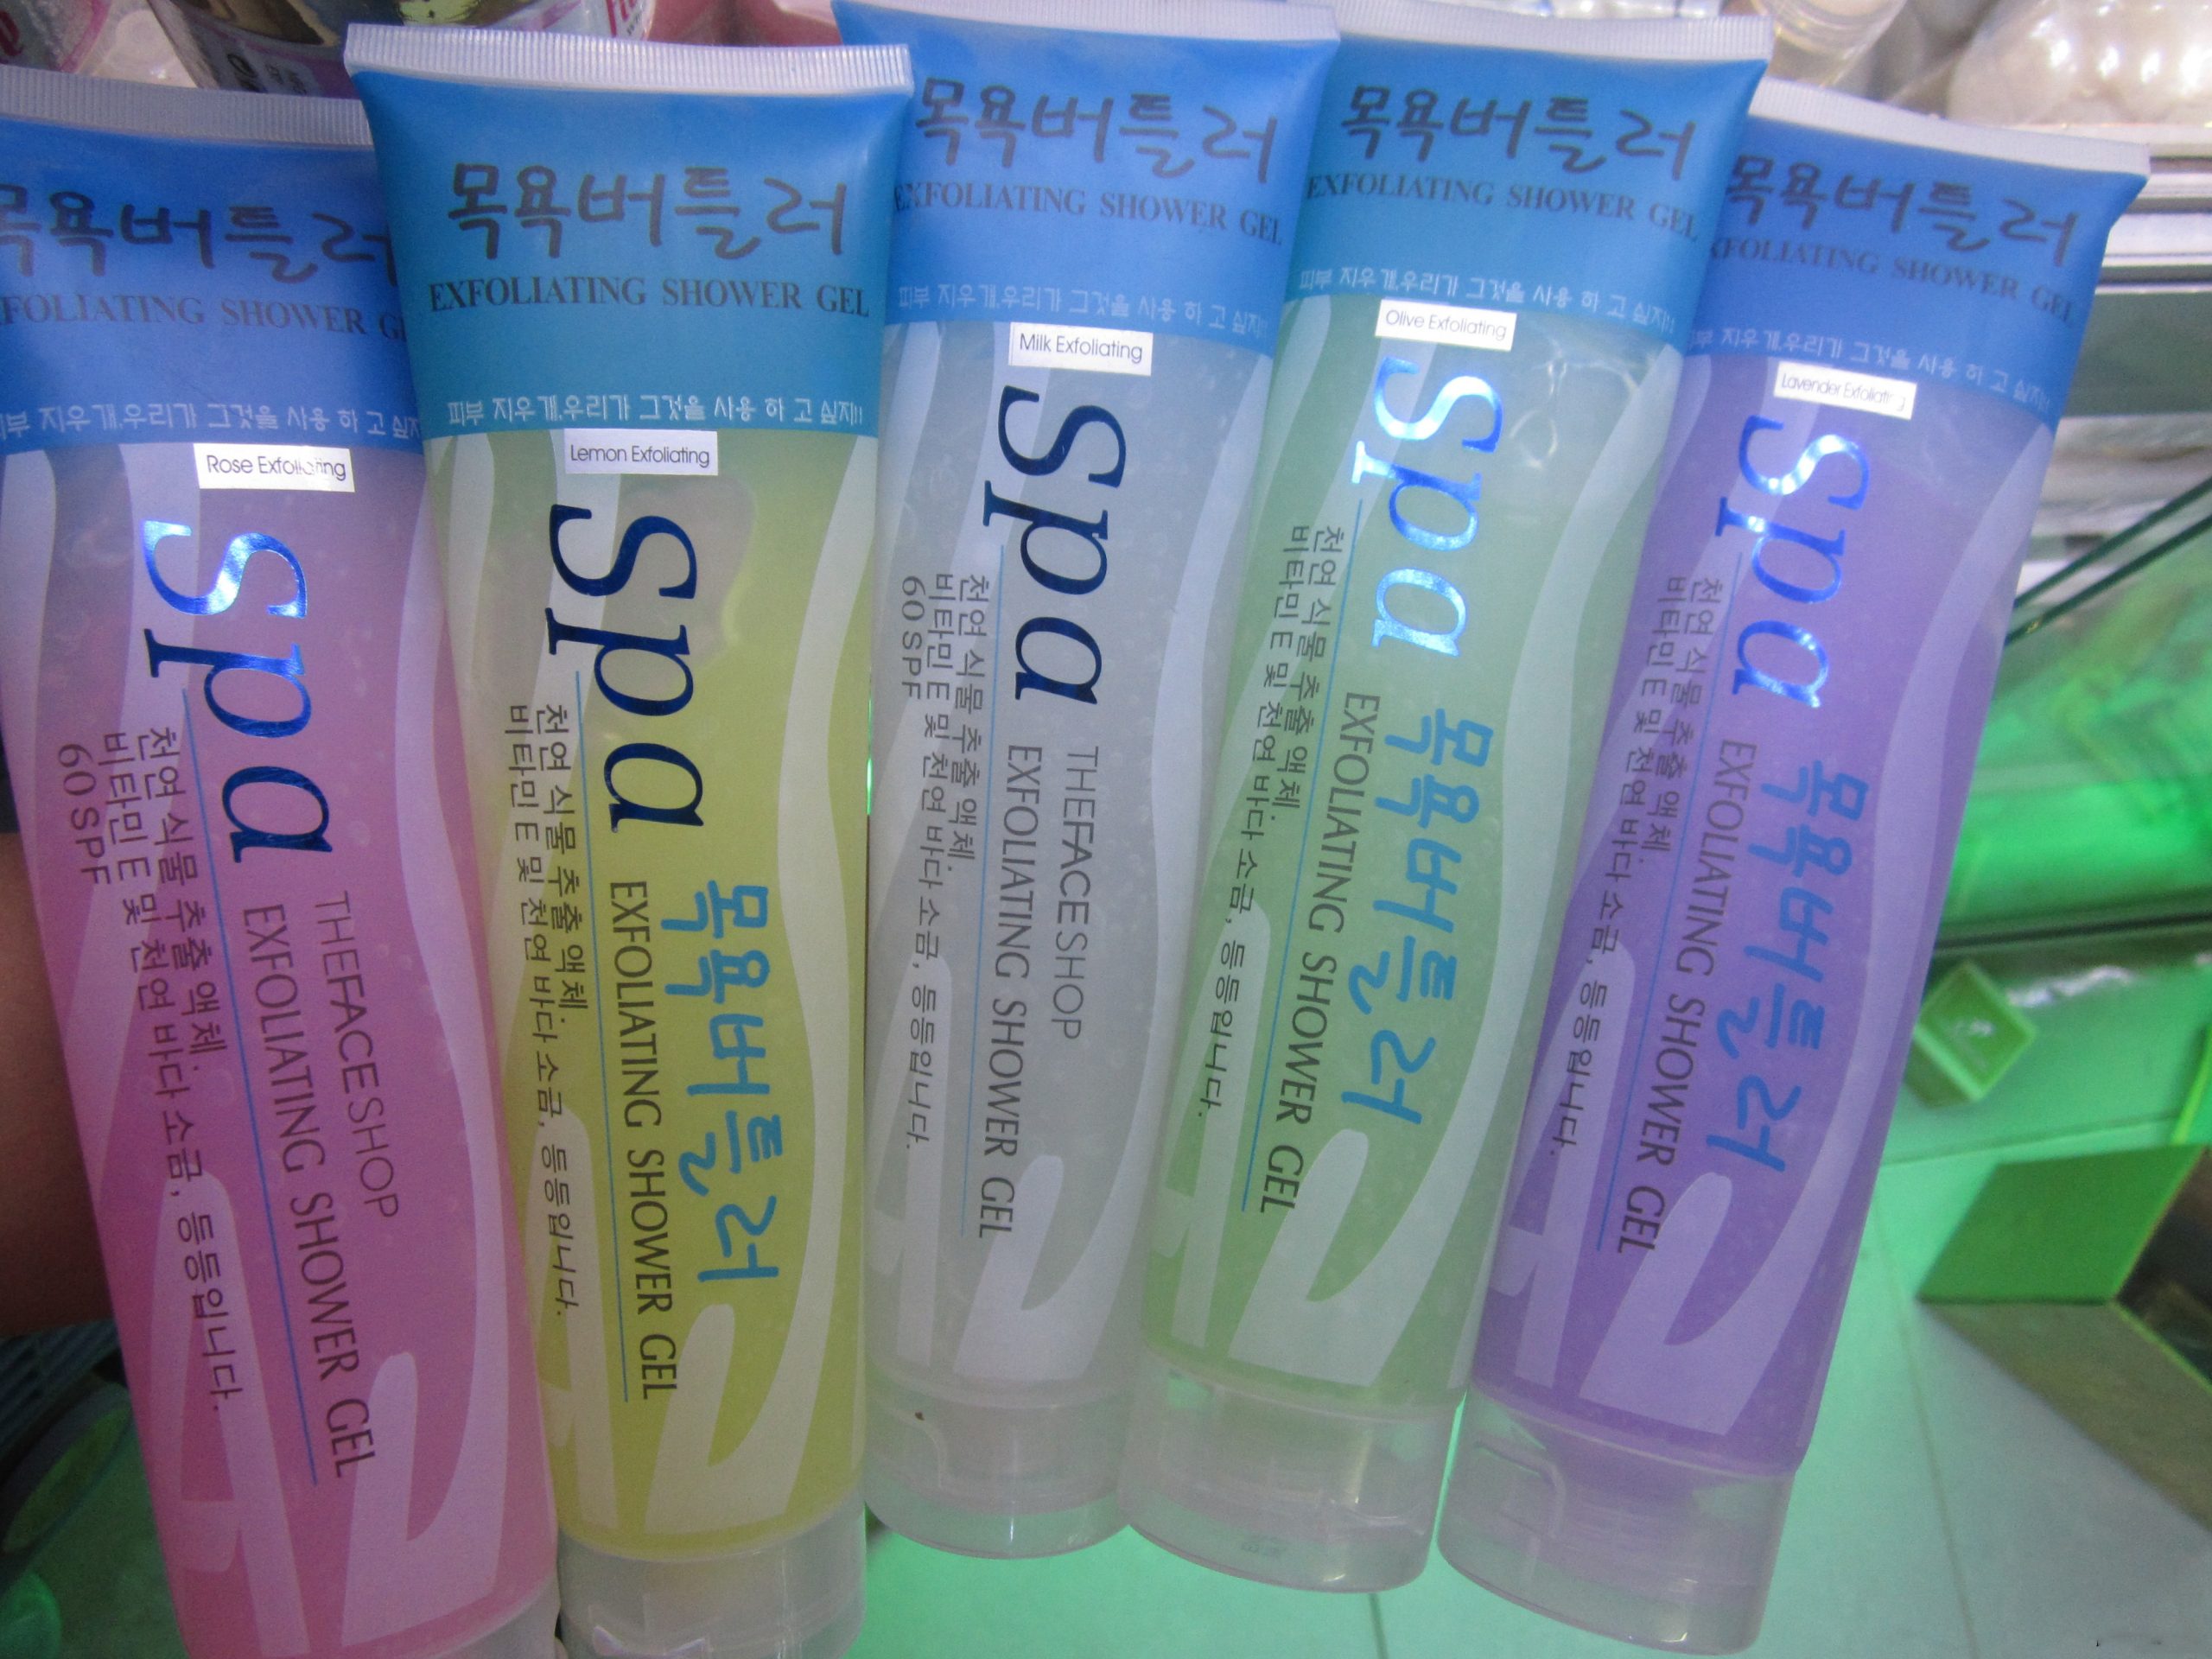 목욕버틀러
EXFOLIATING SHOWER
피부 지우개,우리가 그것을 사용 하 고 싶지
Rose Exfoliating
Spa
THEFACESHOP
EXFOLIATING SHOWER GEL
천연 식물 추출 액체.
비타민 E 및 천연 바다 소금, 등등입니다.
60 SPF
목욕버틀러
EXFOLIATING SHOWER GEL
피부 지우개,우리가 그것을 사용 하 고 싶지!!
Lemon Exfoliating
Spa
목욕버틀러
EXFOLIATING SHOWER GEL
천연 식물 추출 액체.
비타민 E 및 천연 바다 소금, 등등입니다.
목욕버틀러
EXFOLIATING SHOWER GEL
피부 지우개,우리가 그것을 사용 하 고 싶지!!
Milk Exfoliating
Spa
THEFACESHOP
EXFOLIATING SHOWER GEL
천연 식물 추출 액체.
비타민 E 및 천연 바다 소금, 등등입니다.
60 SPF
목욕버틀러
EXFOLIATING SHOWER GEL
피부 지우개,우리가 그것을 사용 하 고 싶지!!
Olive Exfoliating
Spa
목욕버틀러
EXFOLIATING SHOWER GEL
천연 식물 추출 액체.
비타민 E 및 천연 바다 소금, 등등입니다.
목욕버틀러
EXFOLIATING SHOWER GEL
피부 지우개,우리가 그것을 사용 하 고 싶지!!
Lavender Exfoliating
Spa
목욕버틀러
EXFOLIATING SHOWER GEL
천연 식물 추출 액체.
비타민 E 및 천연 바다 소금, 등등입니다.